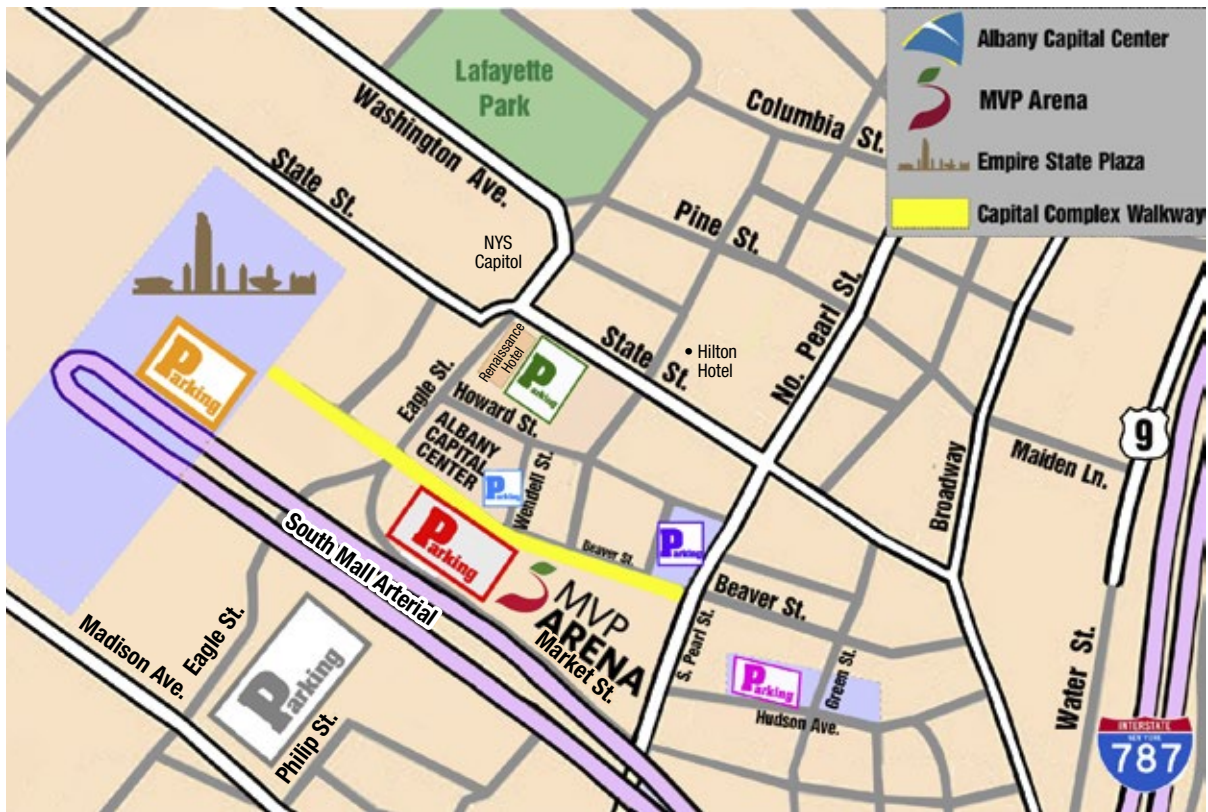 Albany Capital Center
MVP Arena
Empire State Plaza
Capital Complex Walkway
Lafayette
Park
Columbia St.
Washington Ave.
State St.
Pine St.
NYS
Capitol
No. Pearl St.
State St.
• Hilton
Hotel
Renaissance
Hotel
Parking
Parking
Eagle St.
Howard St.
ALBANY
CAPITAL
CENTER
Parking
Wendell St.
Broadway
Maiden Ln.
9
Parking
Parking
Beaver St.
South Mall Arterial
MVP
ARENA
Market St.
Beaver St.
S. Pearl St.
Parking
Green St.
Hudson Ave.
Water St.
Madison Ave.
Eagle St.
Parking
Philip St.
INTERSTATE
NEW YORK
787